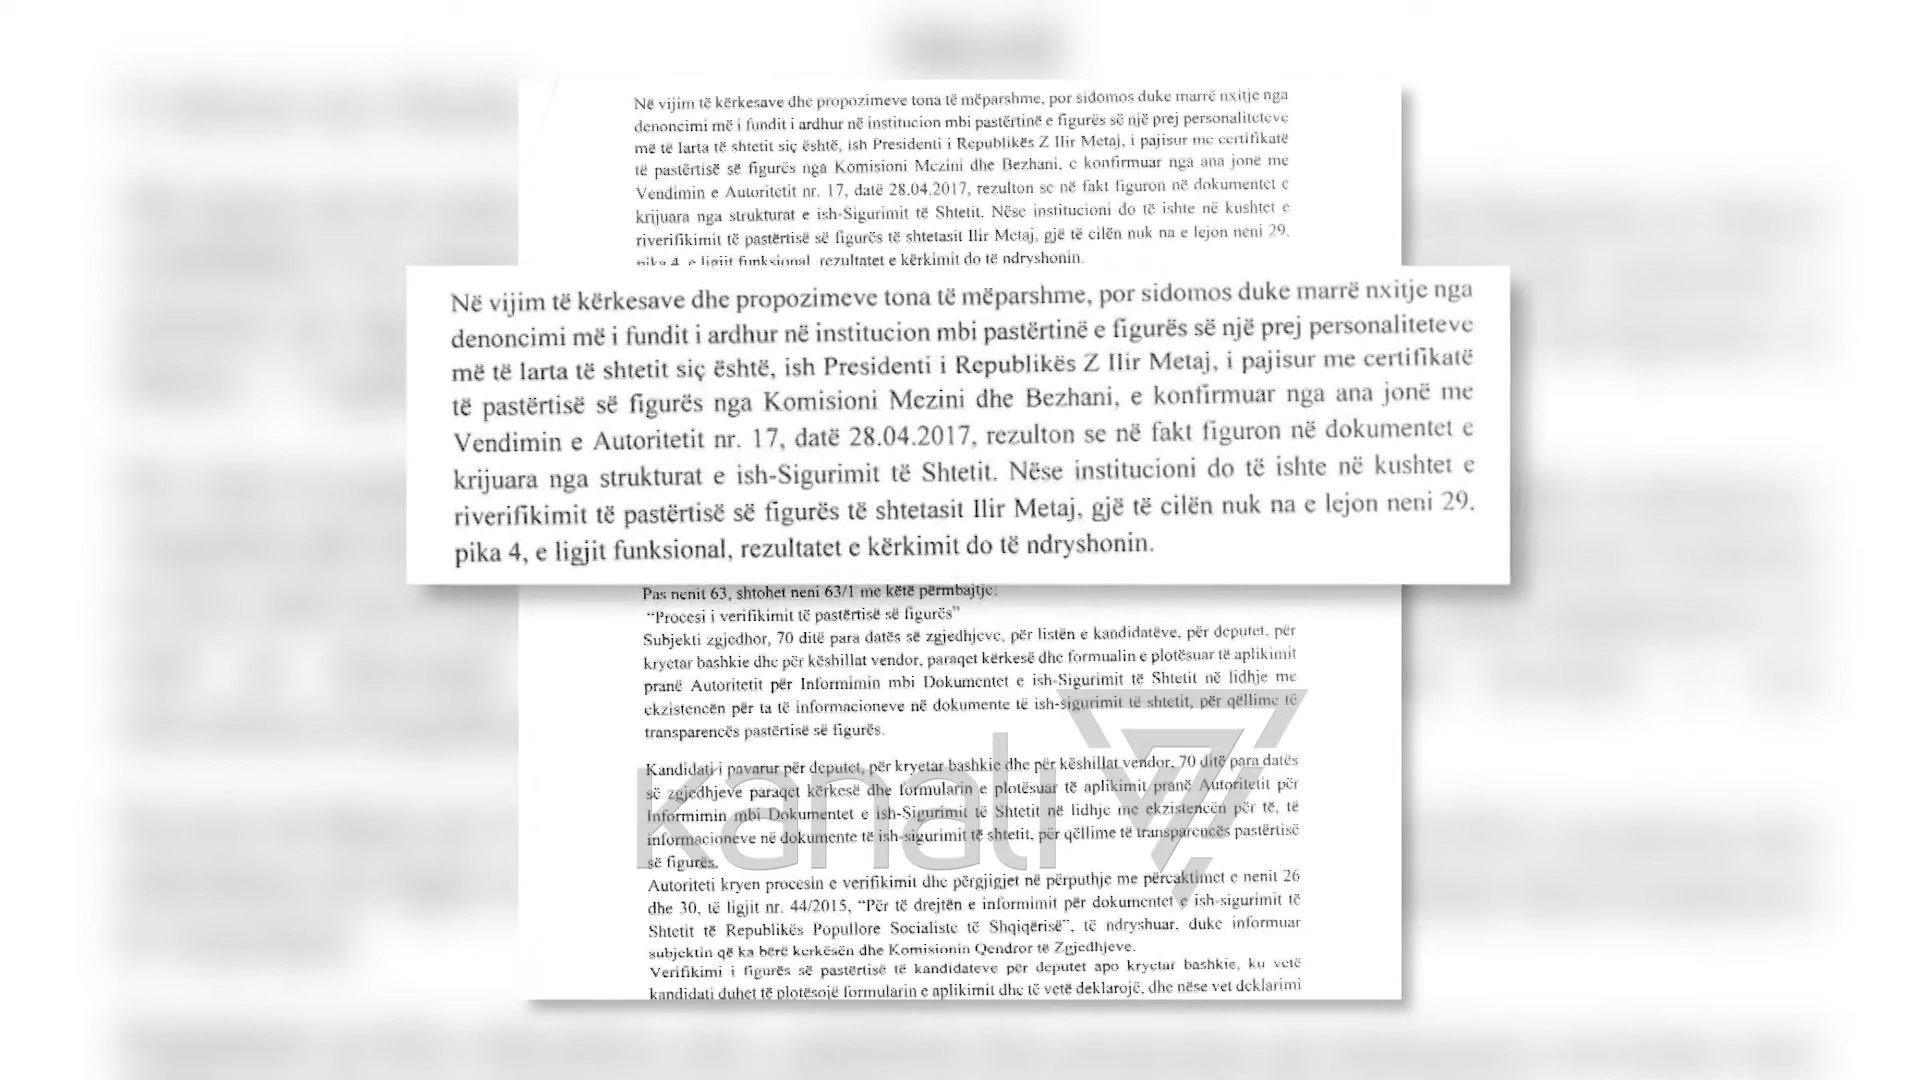 Në vijim të kërkesave dhe propozimeve tona të mëparshme, por sidomos duke marrë nxitje nga
denoncimi më i fundit i ardhur në institucion mbi pastërtinë e figurës së një prej personaliteteve
më të larta të shtetit siç është, ish Presidenti i Republikës Z Ilir Metaj, i pajisur me certifikatë
të pastërtisë së figurës nga Komisioni Mezini dhe Bezhani, e konfirmuar nga ana jonë me
Vendimin e Autoritetit nr. 17, datë 28.04.2017, rezulton se në fakt figuron në dokumentet e
krijuara nga strukturat e ish-Sigurimit të Shtetit. Nëse institucioni do të ishte në kushtet e
riverifikimit të pastërtisë së figurës të shtetasit Ilir Metaj, gjë të cilën nuk na e lejon neni 29,
pika 4, e ligjit funksional, rezultatet e kërkimit do të ndryshonin.
Në vijim të kërkesave dhe propozimeve tona të mëparshme, por sidomos duke marrë nxitje nga
denoncimi më i fundit i ardhur në institucion mbi pastërtinë e figurës së një prej personaliteteve
më të larta të shtetit siç është, ish Presidenti i Republikës Z Ilir Metaj, i pajisur me certifikatë
të pastërtisë së figurës nga Komisioni Mezini dhe Bezhani, e konfirmuar nga ana jonë me
Vendimin e Autoritetit nr. 17, datë 28.04.2017, rezulton se në fakt figuron në dokumentet e
krijuara nga strukturat e ish-Sigurimit të Shtetit. Nëse institucioni do të ishte në kushtet e
riverifikimit të pastërtisë së figurës të shtetasit Ilir Metaj, gjë të cilën nuk na e lejon neni 29.
pika 4, e ligjit funksional, rezultatet e kërkimit do të ndryshonin.
Pas nenit 63, shtohet neni 63/1 me këtë përmbajtje:
“Procesi i verifikimit të pastërtisë së figurës”
Subjekti zgjedhor, 70 ditë para datës së zgjedhjeve, për listën e kandidatëve, për deputet, për
kryetar bashkie dhe për këshillat vendor, paraqet kërkesë dhe formualin e plotësuar të aplikimit
pranë Autoritetit për Informimin mbi Dokumentet e ish-Sigurimit të Shtetit në lidhje me
ekzistencën për ta të informacioneve në dokumente të ish-sigurimit të shtetit, për qëllime të
transparencës pastërtisë së figurës.
Kandidati i pavarur për deputet, për kryetar bashkie dhe për këshillat vendor, 70 ditë para datës
së zgjedhjeve paraqet kërkesë dhe formularin e plotësuar të aplikimit pranë Autoritetit për
Informimin mbi Dokumentet e ish-Sigurimit të Shtetit në lidhje me ekzistencën për të, të
informacioneve në dokumente të ish-sigurimit të shtetit, për qëllime të transparencës pastërtisë
së figurës.
Autoriteti kryen procesin e verifikimit dhe përgjigjet në përputhje me përcaktimet e nenit 26
dhe 30, të ligjit nr. 44/2015, “Për të drejtën e informimit për dokumentet e ish-sigurimit të
Shtetit të Republikës Popullore Socialiste të Shqiqërisë”, të ndryshuar, duke informuar
subjektin që ka bërë kerkësën dhe Komisionin Qendror të Zgjedhjeve.
Verifikimi i figurës së pastërtisë të kandidateve për deputet apo kryetar bashkie, ku vetë
kandidati duhet të plotësojë formularin e aplikimit dhe të vetë deklarojë, dhe nëse vet deklarimi
kanali 7